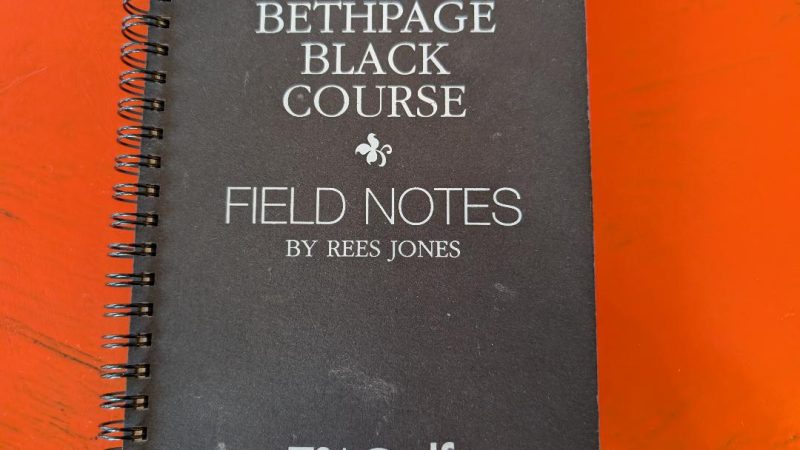 BETHPAGE
BLACK
COURSE
FIELD NOTES
BY REES JONES